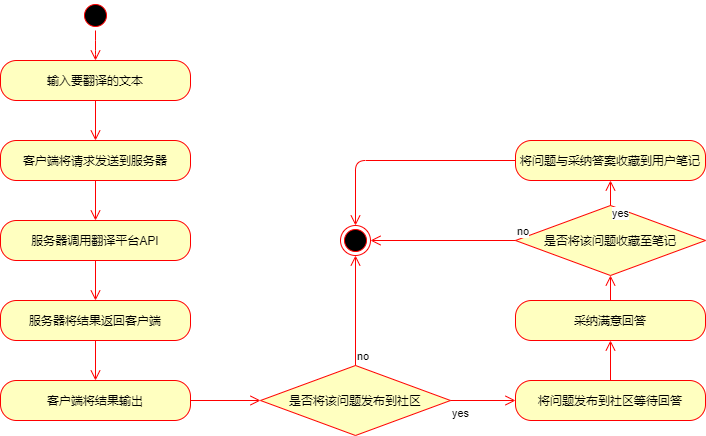 输入要翻译的文本
客户端将请求发送到服务器
服务器调用翻译平台API
服务器将结果返回客户端
客户端将结果输出
是否将该问题发布到社区
no
yes
将问题发布到社区等待回答
采纳满意回答
是否将该问题收藏至笔记
no
yes
将问题与采纳答案收藏到用户笔记